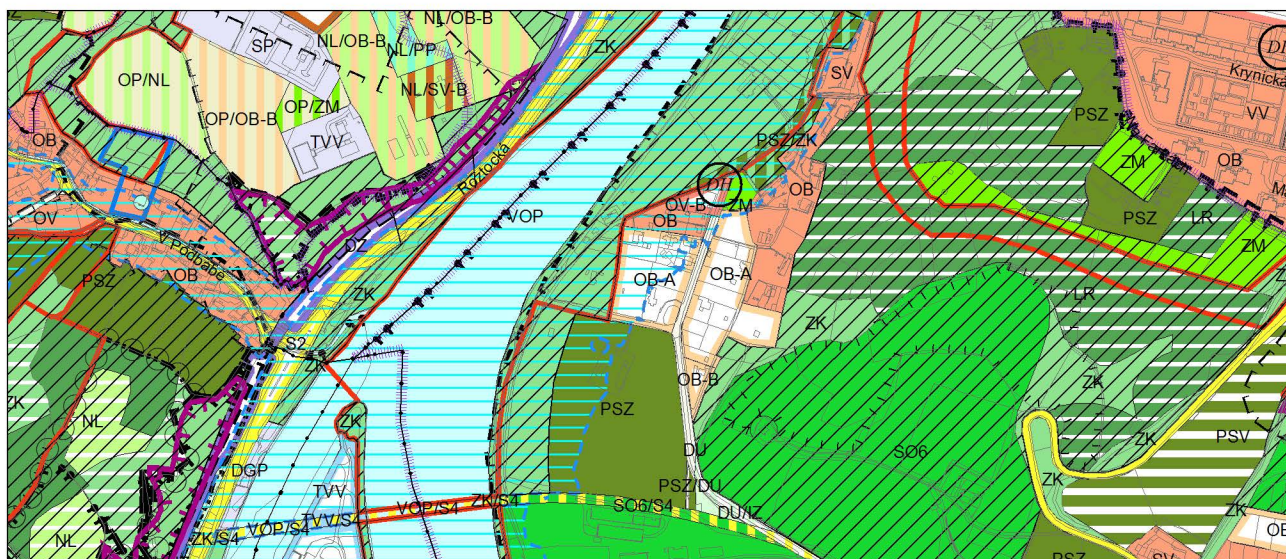 NL/OB-B
SP
NL/OB-B
NL/PP
ZK
SV
Krynická
OP/NL
NL/SV-B
OP/ZM
OP/OB-B
TVV
VV
PSZ
PSZ/ZK
ZM
OB
OB
Roztocká
DH
OV-B
OB
ZM
OB
OV
VOP
PSZ
LR
ZM
V Podbabě
OB
DZ
PSZ
OB-A
OB-A
ZK
LR
ZK
S2
ZK
OB-B
ZK
NL
ZK
PSZ
ZK
ZK
PSV
DU
SO6
ZK
DGP
TVV
PSZ/DU
VOP/S4
ZK/S4
SO6/S4
DU/IZ
ZK
ZK/S4
VOP/S4
TVV/S4
NL
PSZ
SV
OB